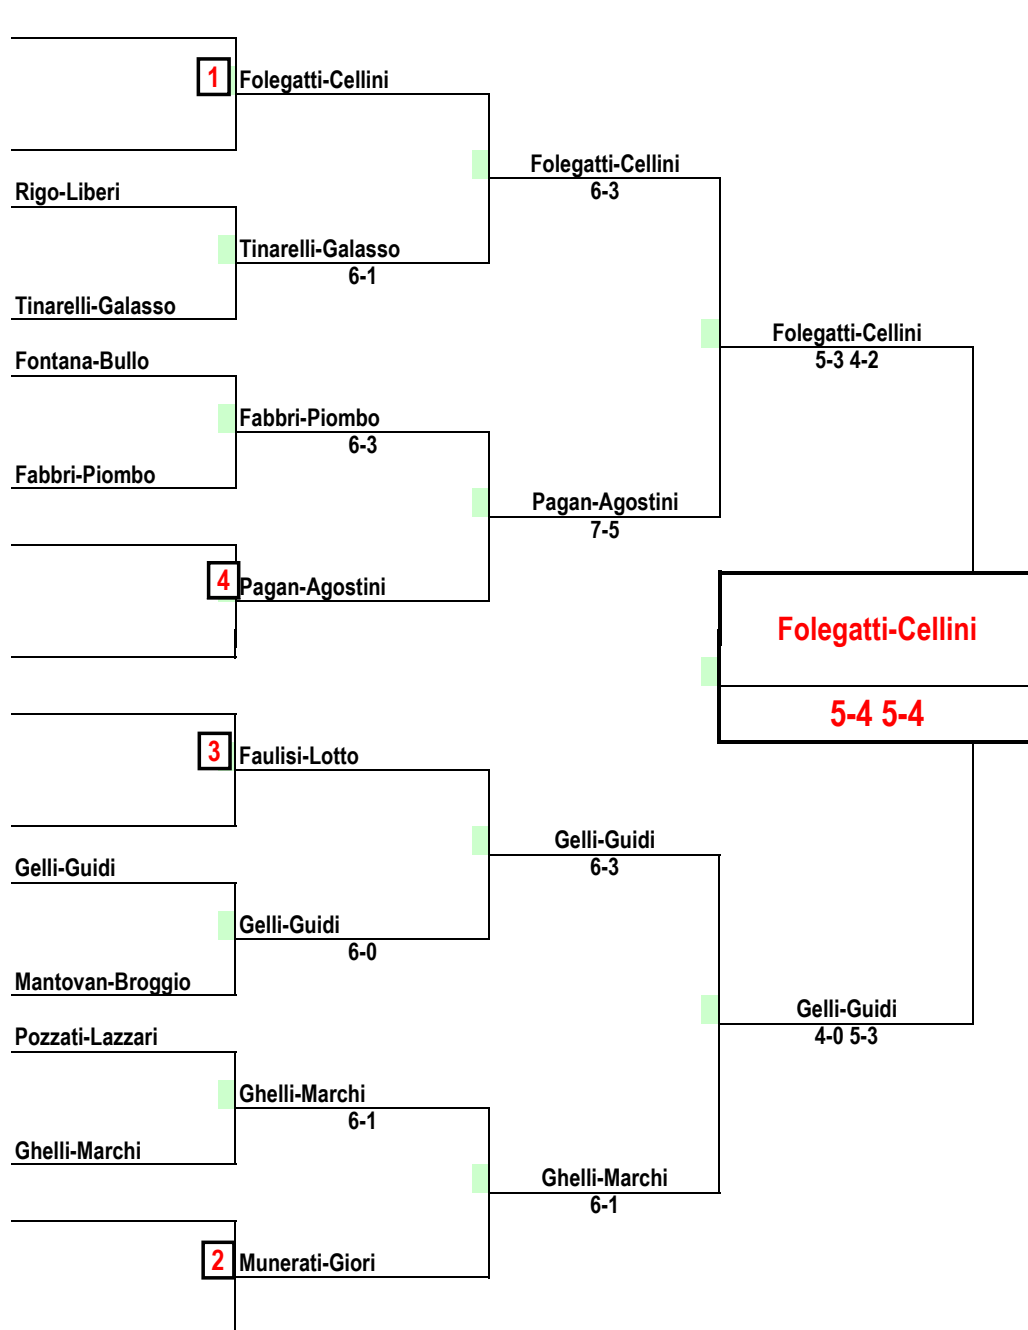 1
Folegatti-Cellini
Folegatti-Cellini
6-3
Rigo-Liberi
Tinarelli-Galasso
6-1
Tinarelli-Galasso
Folegatti-Cellini
5-3 4-2
Fontana-Bullo
Fabbri-Piombo
6-3
Fabbri-Piombo
Pagan-Agostini
7-5
4
Pagan-Agostini
Folegatti-Cellini
5-4 5-4
3
Faulisi-Lotto
Gelli-Guidi
6-3
Gelli-Guidi
Gelli-Guidi
6-0
Mantovan-Broggio
Gelli-Guidi
4-0 5-3
Pozzati-Lazzari
Ghelli-Marchi
6-1
Ghelli-Marchi
Ghelli-Marchi
6-1
2
Munerati-Giori